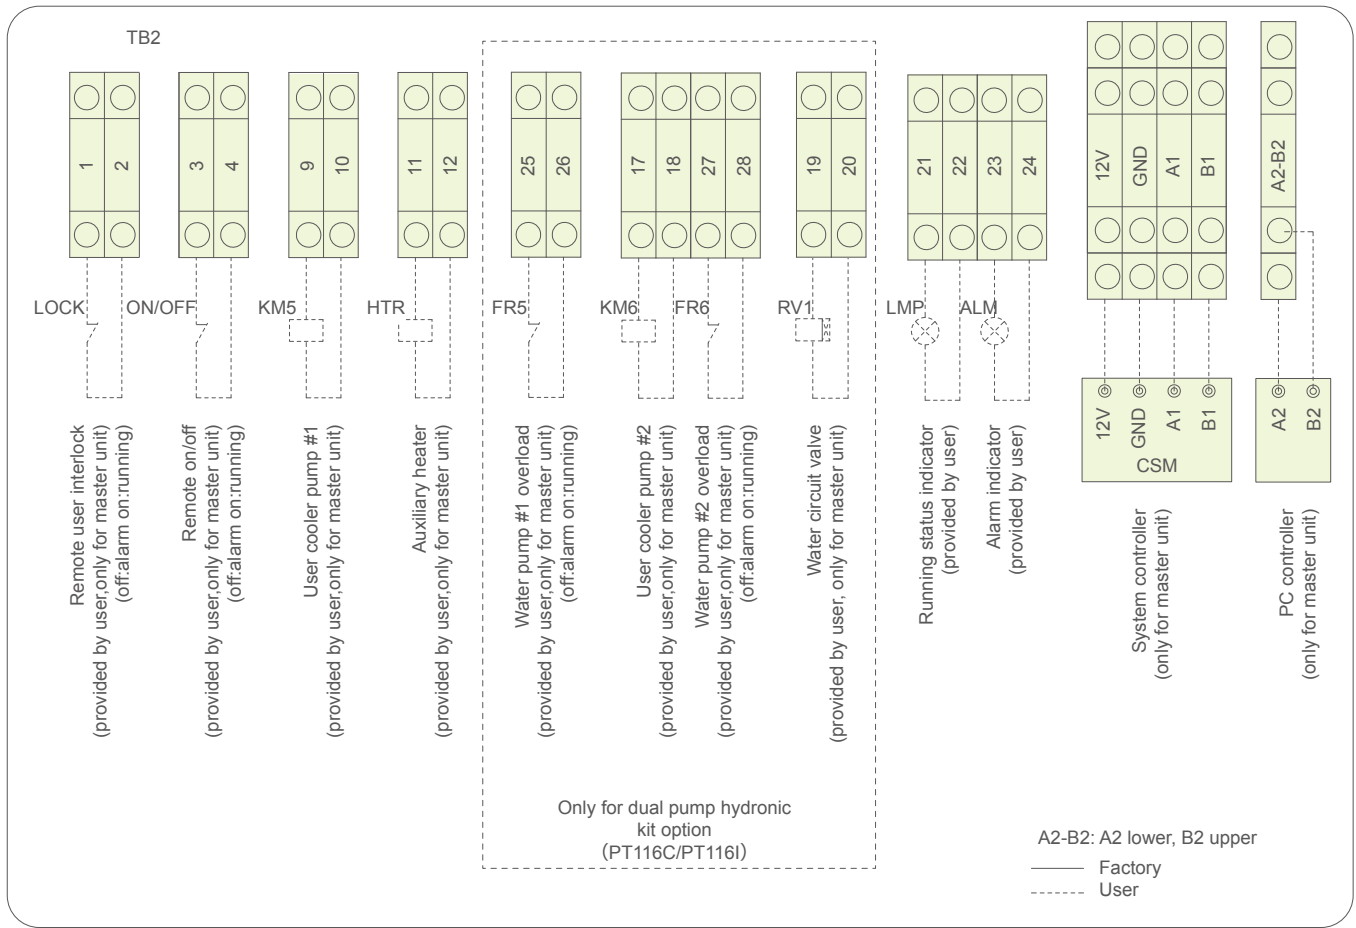 TB2
1
2
3
4
9
10
11
12
25
26
17
18
27
28
19
20
21
22
23
24
12V
GND
A1
B1
A2-B2
LOCK
ON/OFF
KM5
HTR
FR5
KM6
FR6
RV1
LMP
ALM
12V
GND
A1
B1
CSM
A2
B2
Remote user interlock
(provided by user,only for master unit)
(off:alarm on:running)
Remote on/off
(provided by user,only for master unit)
(off:alarm on:running)
User cooler pump #1
(provided by user,only for master unit)
Auxiliary heater
(provided by user,only for master unit)
Water pump #1 overload
(provided by user,only for master unit)
(off:alarm on:running)
User cooler pump #2
(provided by user,only for master unit)
Water pump #2 overload
(provided by user,only for master unit)
(off:alarm on:running)
Water circuit valve
(provided by user, only for master unit)
Running status indicator
(provided by user)
Alarm indicator
(provided by user)
System controller
(only for master unit)
PC controller
(only for master unit)
Only for dual pump hydronic
kit option
(PT116C/PT116I)
A2-B2: A2 lower, B2 upper
Factory
User